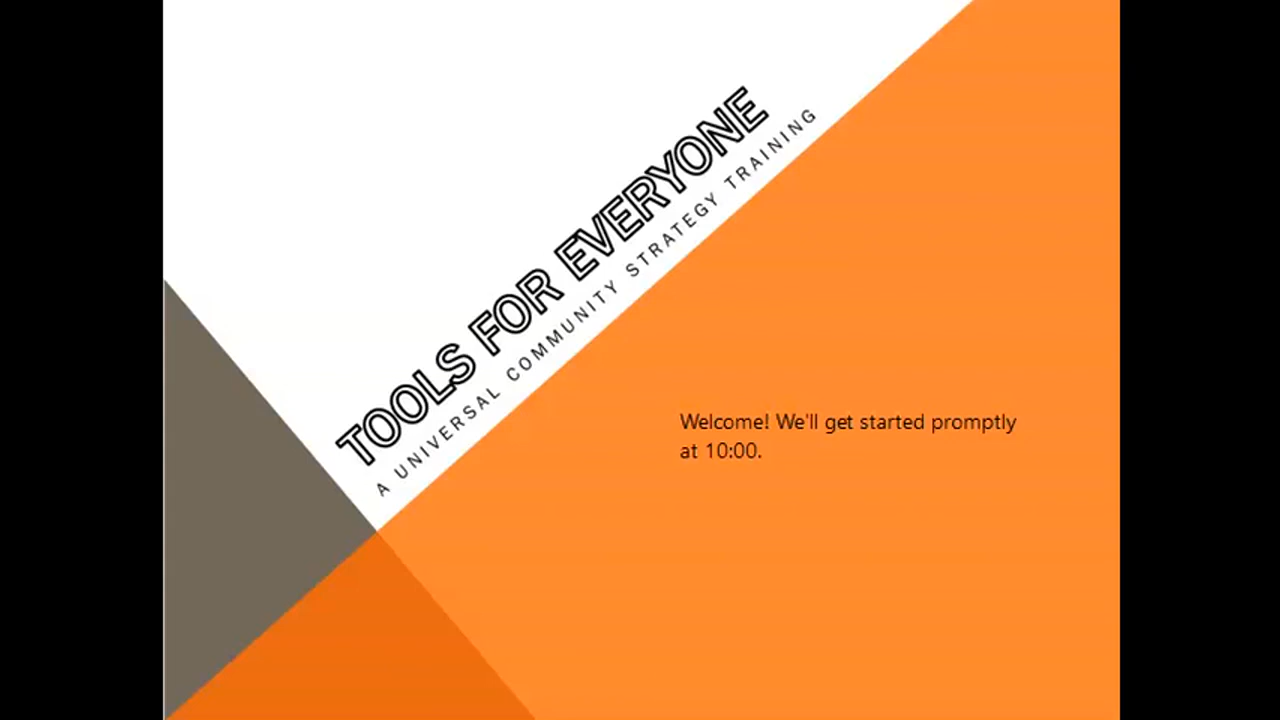 TOOLS FOR EVERYONE
A UNIVERSAL COMMUNITY STRATEGY TRAINING
Welcome! We'll get started promptly
at 10:00.